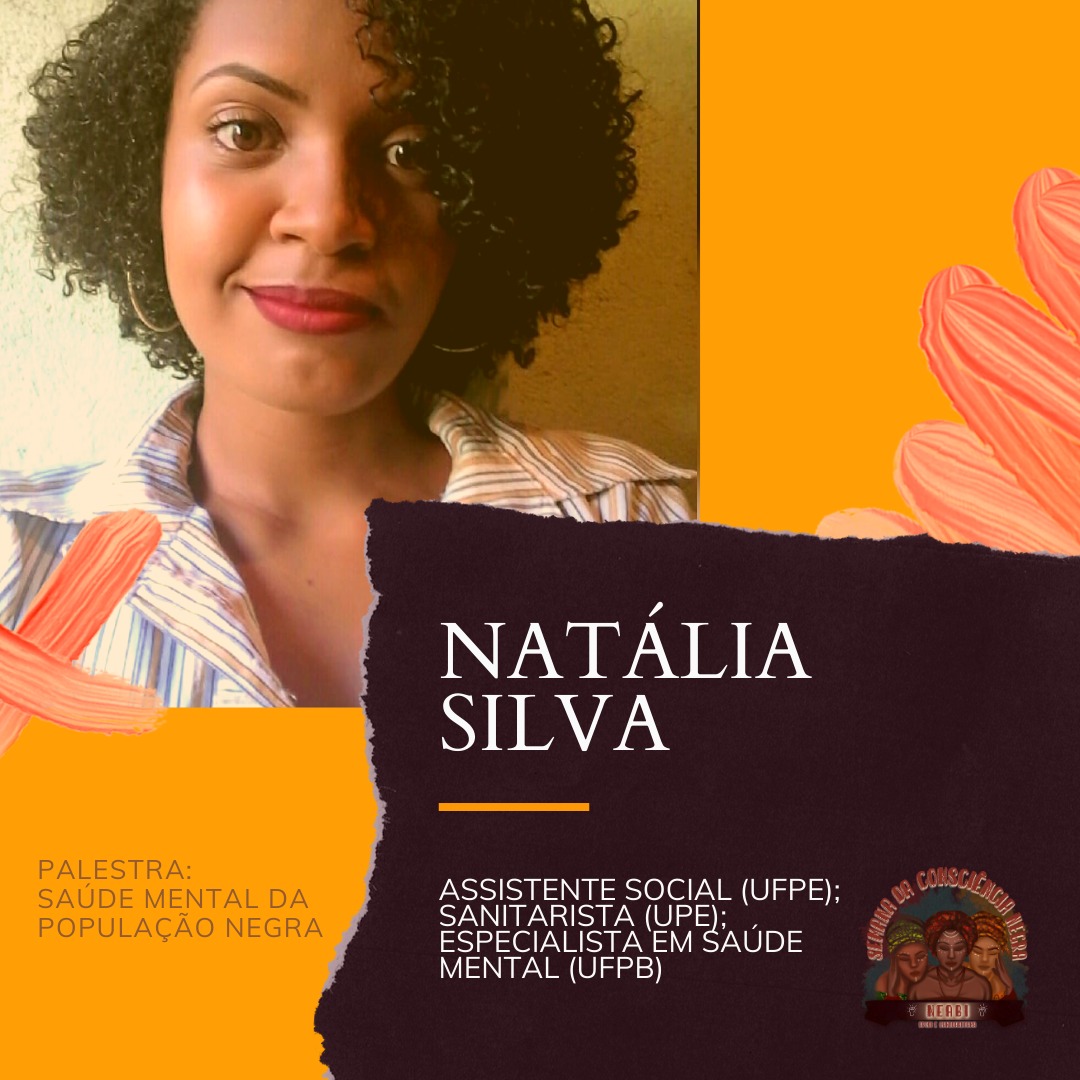 NATÁLIA
SILVA
PALESTRA:
SAÚDE MENTAL DA
POPULAÇÃO NEGRA
ASSISTENTE SOCIAL (UFPE);
SANITARISTA (UPE);
ESPECIALISTA EM SAÚDE
MENTAL (UFPB)
SEMANA DA CONSCIÊNCIA NEGRA
NEABI